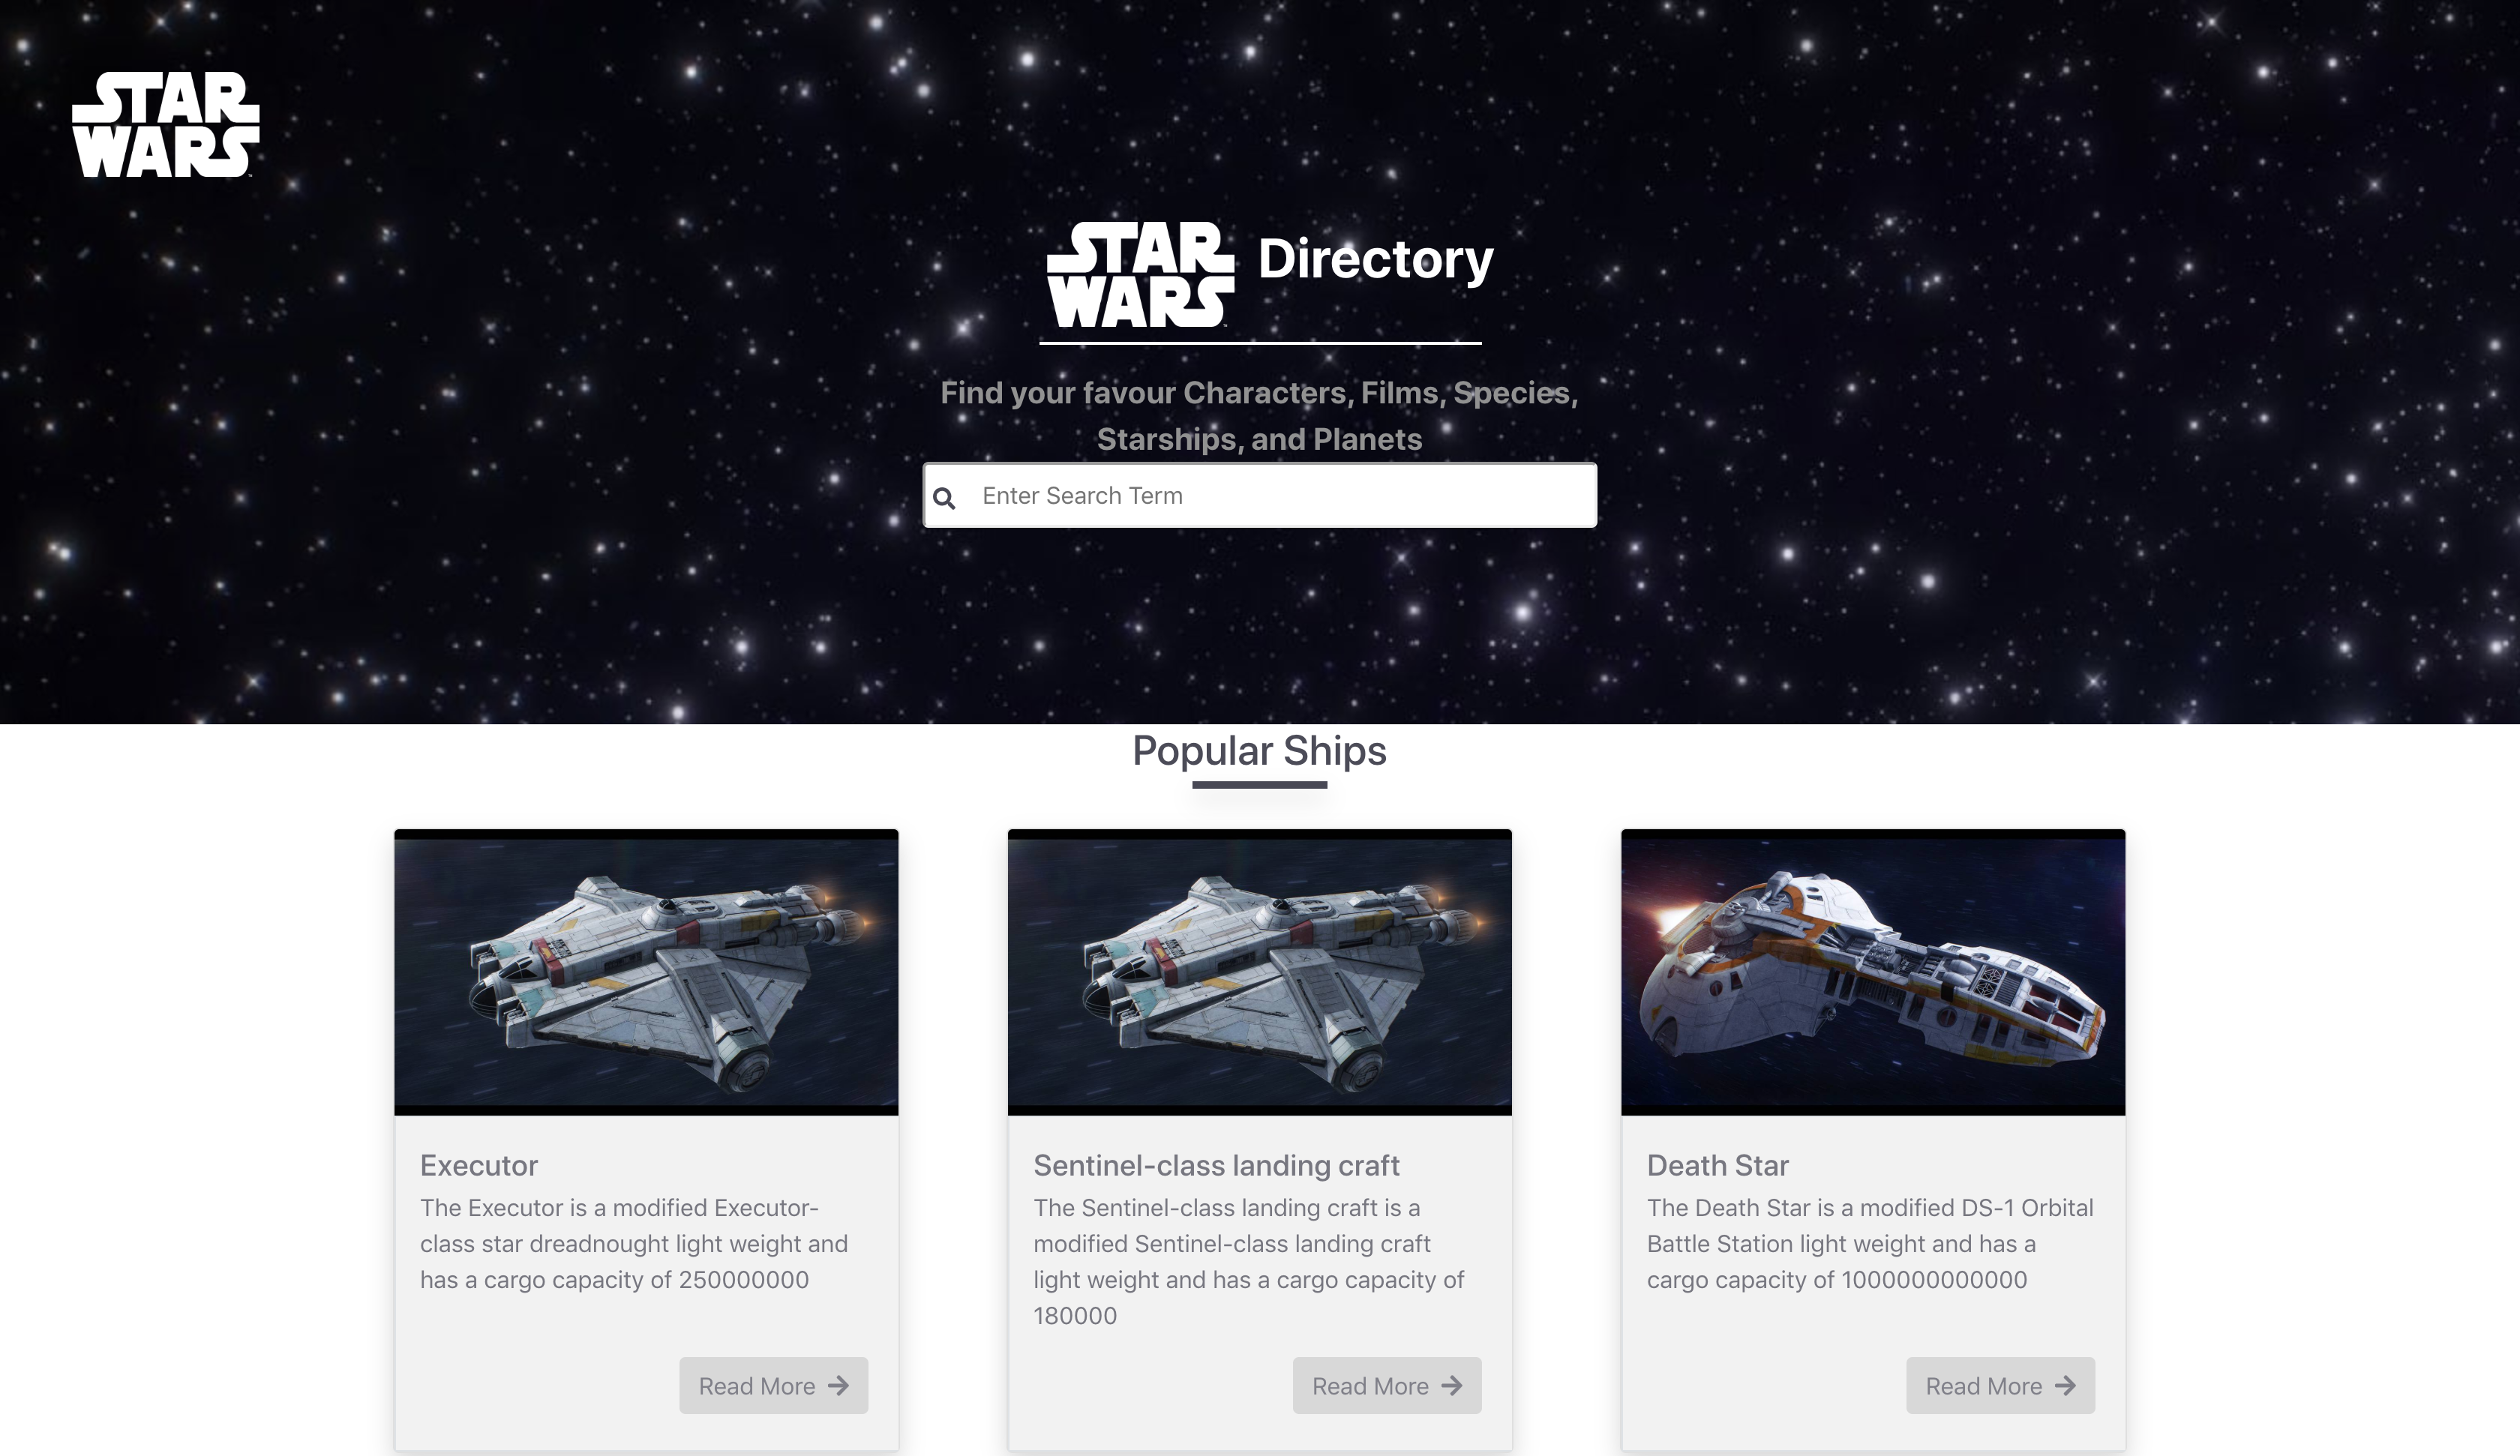 STAR
WARS
STAR
WARS
Directory
Find your favour Characters, Films, Species,
Starships, and Planets
Enter Search Term
Popular Ships
Executor
The Executor is a modified Executor-
class star dreadnought light weight and
has a cargo capacity of 250000000
Read More
Sentinel-class landing craft
The Sentinel-class landing craft is a
modified Sentinel-class landing craft
light weight and has a cargo capacity of
180000
Read More
Death Star
The Death Star is a modified DS-1 Orbital
Battle Station light weight and has a
cargo capacity of 1000000000000
Read More